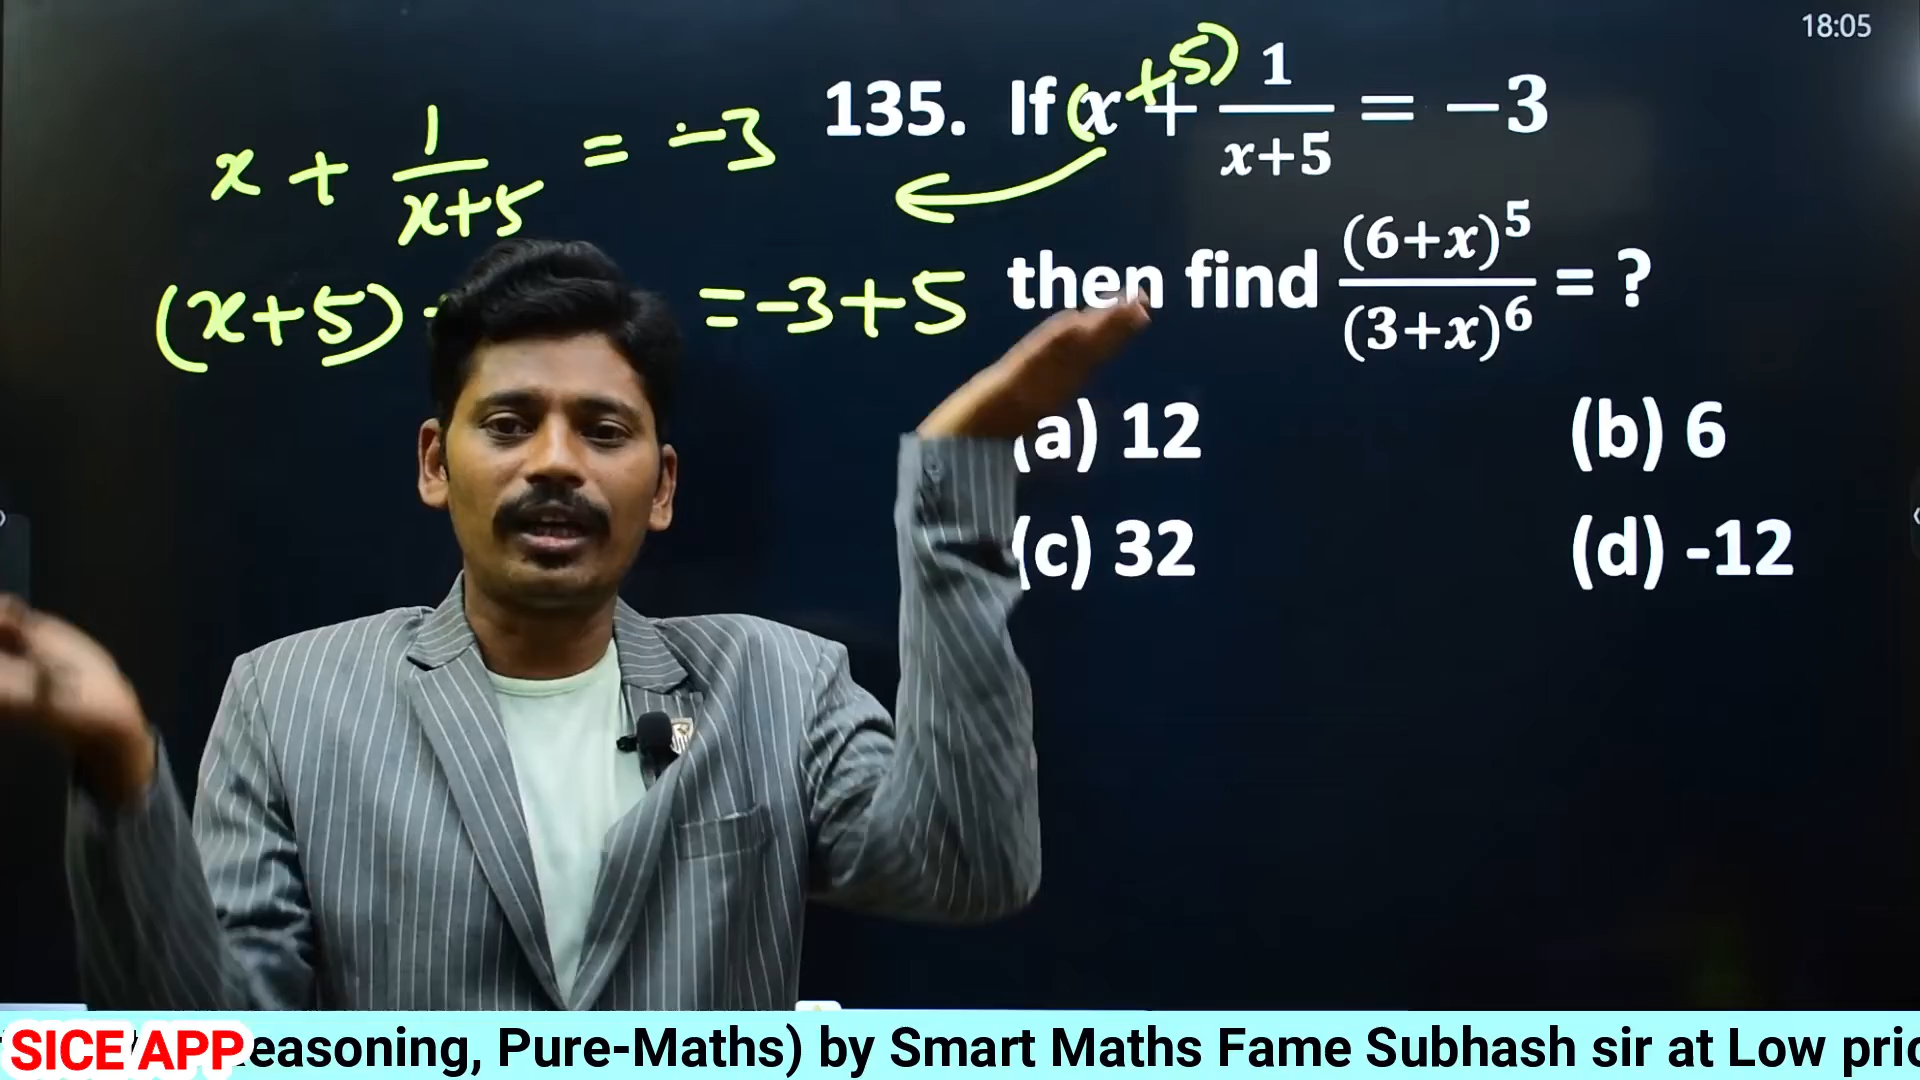 18:05
135. If (x +5) + 1/(x+5) = −3
then find (6+x)^5/(3+x)^6 = ?
(a) 12
(b) 6
(c) 32
(d) -12
x + 1/(x+5) = -3
(x+5) = -3+5
SICE APP easoning, Pure-Maths) by Smart Maths Fame Subhash sir at Low